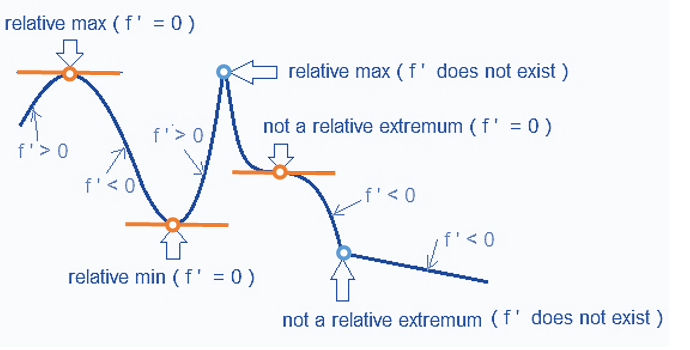 relative max ( f ' = 0 )
relative max ( f ' does not exist )
not a relative extremum ( f ' = 0 )
f ' > 0
f ' > 0
f ' < 0
f ' < 0
f ' < 0
relative min ( f ' = 0 )
not a relative extremum ( f ' does not exist )